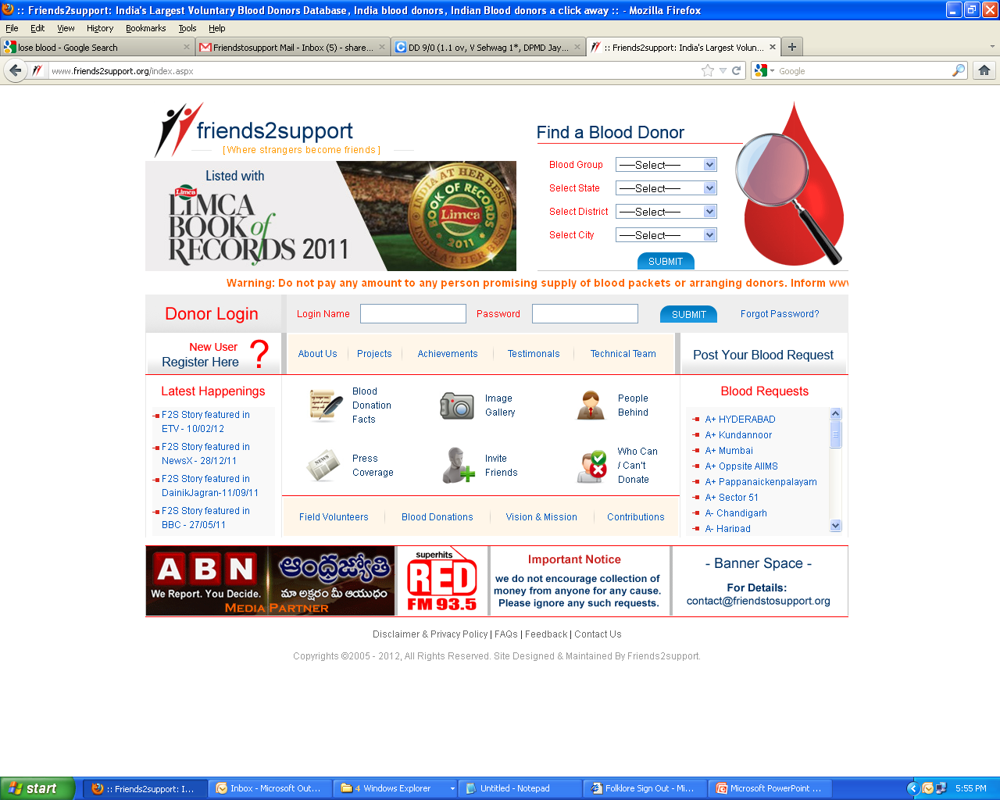 :: Friends2support: India's Largest Voluntary Blood Donors Database, India blood donors, Indian Blood donors a click away :: - Mozilla Firefox
File Edit View History Bookmarks Tools Help
lose blood - Google Search
Friendstosupport Mail - Inbox (5) - share...
DD 9/0 (1.1 ov, V Sehwag 1*, DPMD Jay...
:: Friends2support: India's Largest Volun...
www.friends2support.org/index.aspx
Google
friends2support
[ Where strangers become friends ]
Listed with
Limca
LIMCA
BOOK of
RECORDS 2011
INDIA AT HER BEST
BOOK OF RECORDS
Limca
2011
INDIA AT HER BEST
Find a Blood Donor
Blood Group -----Select-----
Select State -----Select-----
Select District -----Select-----
Select City -----Select-----
SUBMIT
Warning: Do not pay any amount to any person promising supply of blood packets or arranging donors. Inform www
Donor Login
Login Name
Password
SUBMIT
Forgot Password?
New User
Register Here
?
About Us
Projects
Achievements
Testimonals
Technical Team
Post Your Blood Request
Latest Happenings
F2S Story featured in
ETV - 10/02/12
F2S Story featured in
NewsX - 28/12/11
F2S Story featured in
DainikJagran-11/09/11
F2S Story featured in
BBC - 27/05/11
Blood
Donation
Facts
Image
Gallery
People
Behind
NEWS
Press
Coverage
Invite
Friends
Who Can
/ Can't
Donate
Field Volunteers
Blood Donations
Vision & Mission
Contributions
Blood Requests
A+ HYDERABAD
A+ Kundannoor
A+ Mumbai
A+ Oppsite AIIMS
A+ Pappanaickenpalayam
A+ Sector 51
A- Chandigarh
A- Haripad
ABN
We Report. You Decide.
ఆంధ్రజ్యోతి
మా అక్షరం మీ ఆయుధం
MEDIA PARTNER
superhits
RED
FM 93.5
Important Notice
we do not encourage collection of
money from anyone for any cause.
Please ignore any such requests.
- Banner Space -
For Details:
contact@friendstosupport.org
Disclaimer & Privacy Policy | FAQs | Feedback | Contact Us
Copyrights ©2005 - 2012, All Rights Reserved. Site Designed & Maintained By Friends2support.
start
:: Friends2support: I...
Inbox - Microsoft Out...
4 Windows Explorer
Untitled - Notepad
Folklore Sign Out - Mi...
Microsoft PowerPoint ...
5:55 PM